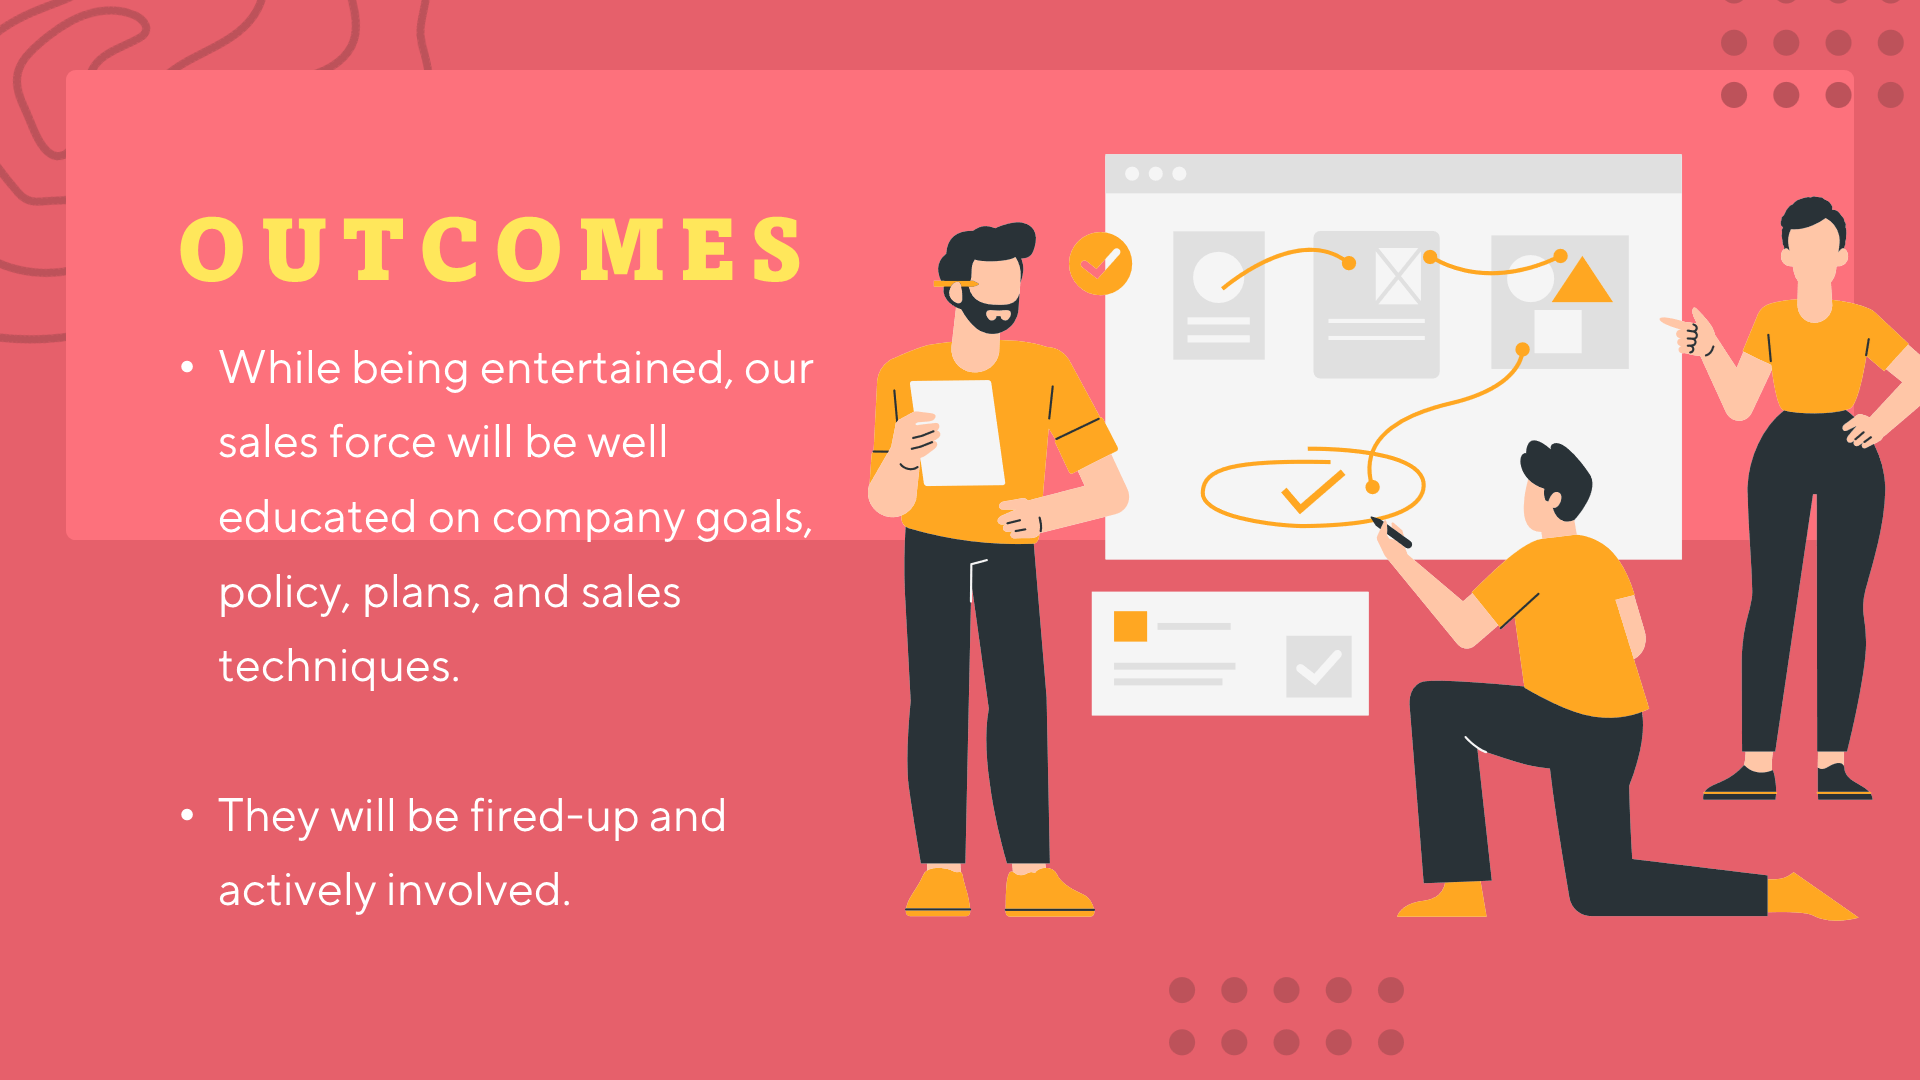 OUTCOMES
• While being entertained, our
sales force will be well
educated on company goals,
policy, plans, and sales
techniques.
• They will be fired-up and
actively involved.